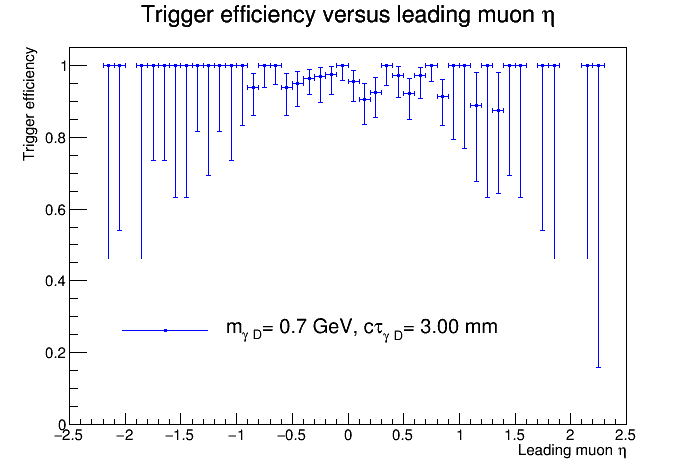 Trigger efficiency versus leading muon η
Trigger efficiency
1
0.8
0.6
0.4
0.2
0
m_γ D= 0.7 GeV, cτ_γ D= 3.00 mm
−2.5 −2 −1.5 −1 −0.5 0 0.5 1 1.5 2 2.5
Leading muon η